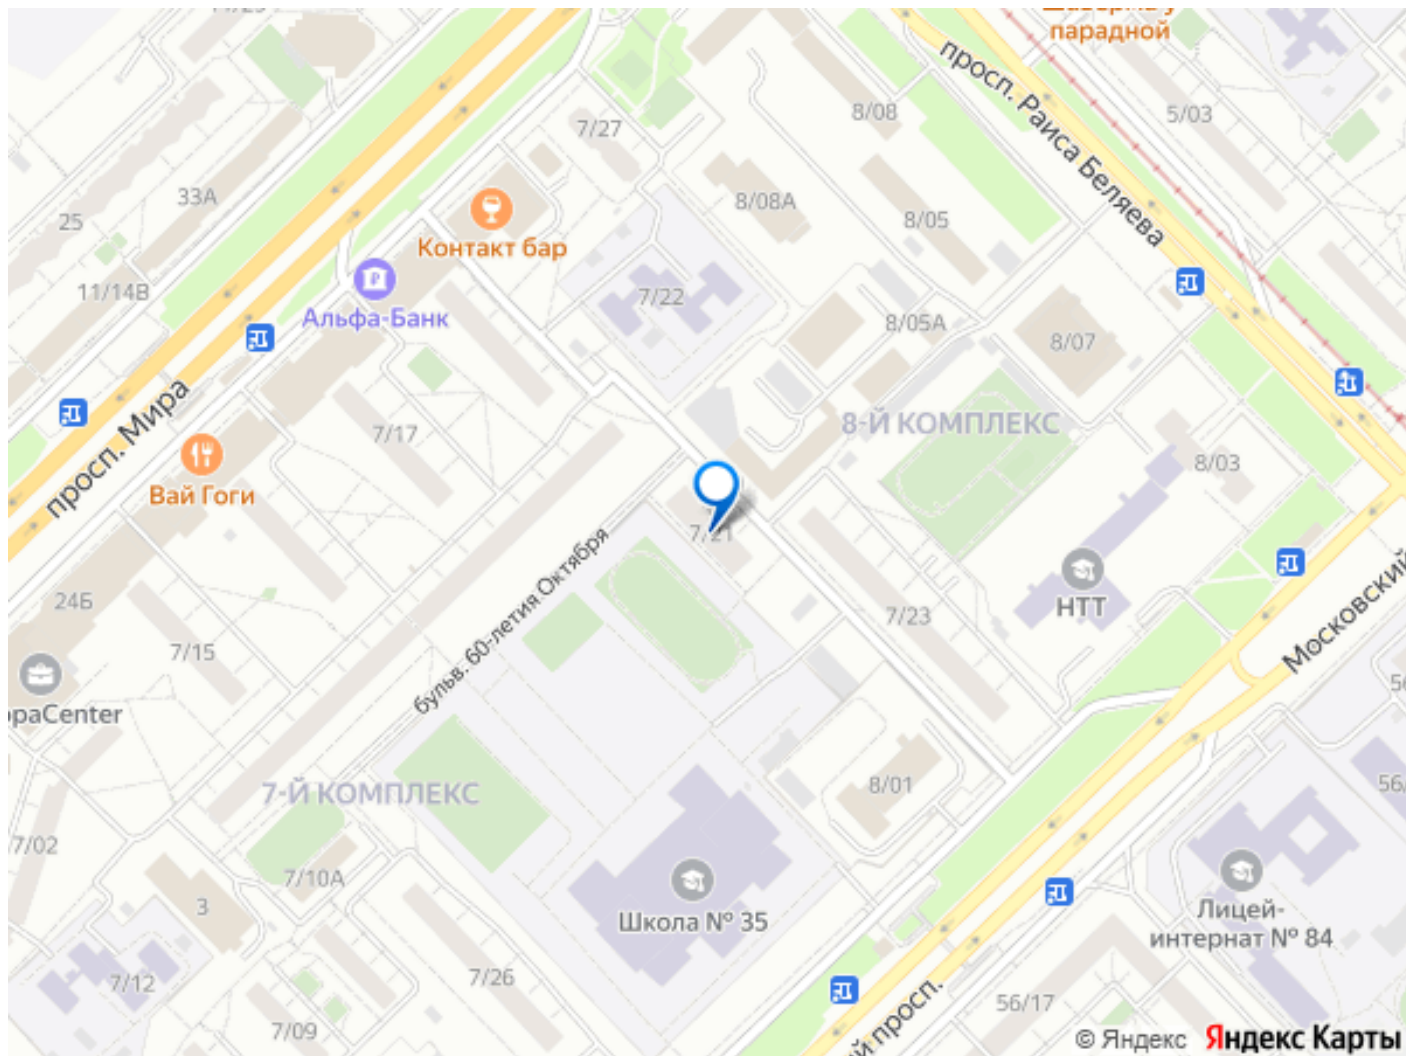 парадной
просп. Раиса Беляева
8/08
5/03
7/27
33А
8/08А
25
8/05
Контакт бар
11/14В
7/22
Альфа-Банк
8/05А
8/07
просп. Мира
8-Й КОМПЛЕКС
7/17
8/03
Вай Гоги
7/21
бульв. 60-летия Октября
НТТ
24Б
7/23
Московский
7/15
opaCenter
8/01
7-Й КОМПЛЕКС
56/
7/02
7/10А
3
Школа № 35
Лицей-
интернат № 84
7/12
7/26
56/17
7/09
ий просп.
© Яндекс Яндекс Карты